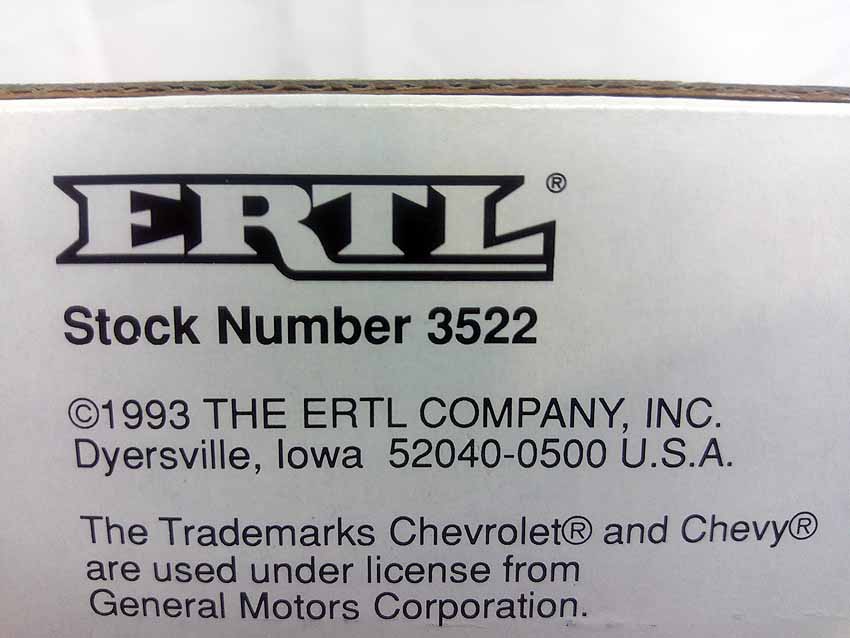 ERTL®
Stock Number 3522
©1993 THE ERTL COMPANY, INC.
Dyersville, Iowa 52040-0500 U.S.A.
The Trademarks Chevrolet® and Chevy®
are used under license from
General Motors Corporation.